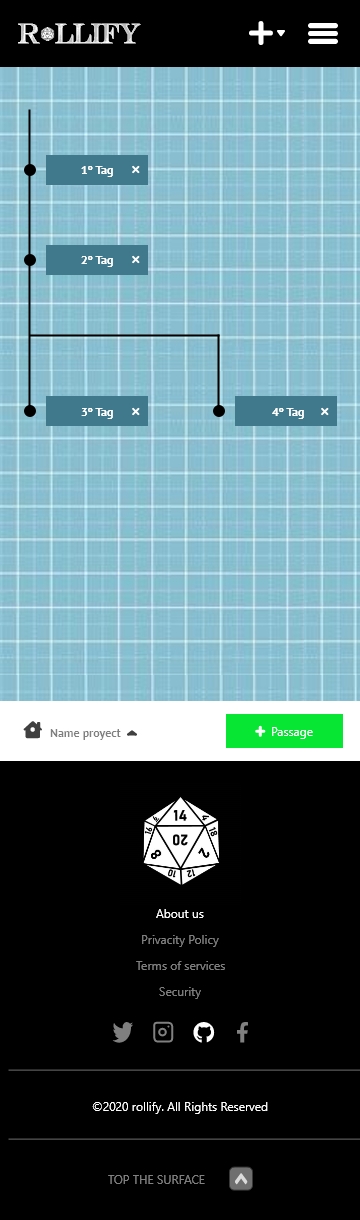 ROLLIFY
1º Tag ×
2º Tag ×
3º Tag × 4º Tag ×
Name proyect + Passage
14
20
8 2
16 6 4 18
10 12
About us
Privacity Policy
Terms of services
Security
©2020 rollify. All Rights Reserved
TOP THE SURFACE